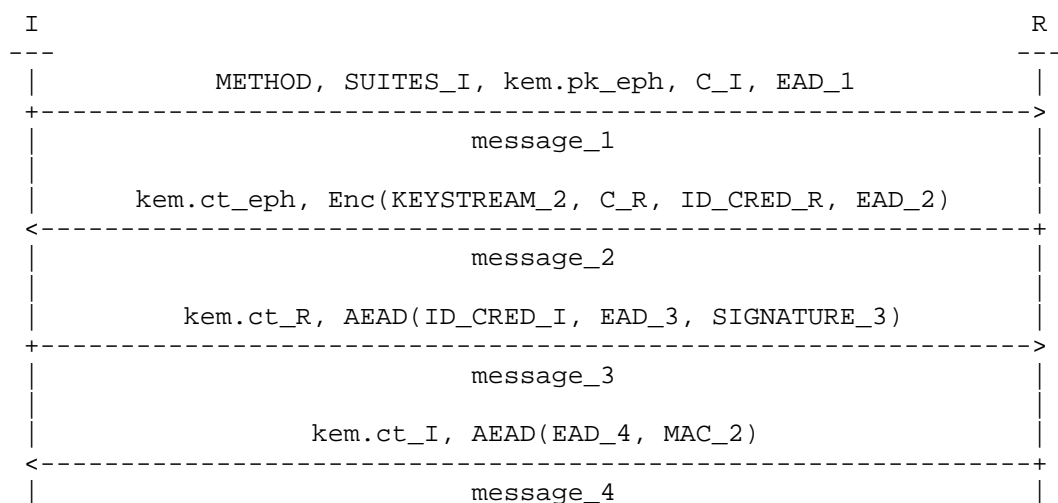 I R
METHOD, SUITES_I, kem.pk_eph, C_I, EAD_1
message_1
kem.ct_eph, Enc(KEYSTREAM_2, C_R, ID_CRED_R, EAD_2)
message_2
kem.ct_R, AEAD(ID_CRED_I, EAD_3, SIGNATURE_3)
message_3
kem.ct_I, AEAD(EAD_4, MAC_2)
message_4